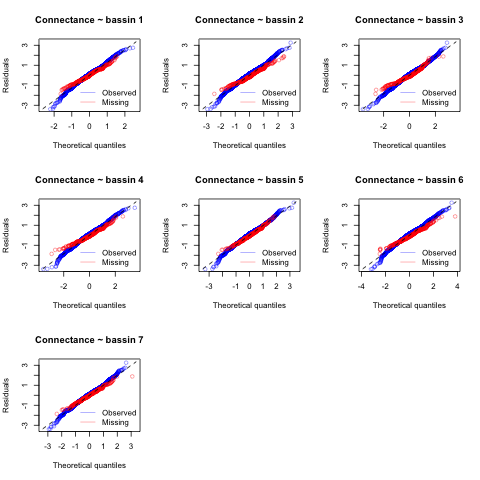 Connectance ~ bassin 1
Residuals
3
1
-1
-3
Observed
Missing
-2 -1 0 1 2
Theoretical quantiles
Connectance ~ bassin 2
Residuals
3
1
-1
-3
Observed
Missing
-3 -2 -1 0 1 2 3
Theoretical quantiles
Connectance ~ bassin 3
Residuals
3
1
-1
-3
Observed
Missing
-2 0 1 2
Theoretical quantiles
Connectance ~ bassin 4
Residuals
3
1
-1
-3
Observed
Missing
-2 0 2
Theoretical quantiles
Connectance ~ bassin 5
Residuals
3
1
-1
-3
Observed
Missing
-3 -1 0 1 2 3
Theoretical quantiles
Connectance ~ bassin 6
Residuals
3
1
-1
-3
Observed
Missing
-4 -2 0 2 4
Theoretical quantiles
Connectance ~ bassin 7
Residuals
3
1
-1
-3
Observed
Missing
-3 -2 -1 0 1 2 3
Theoretical quantiles